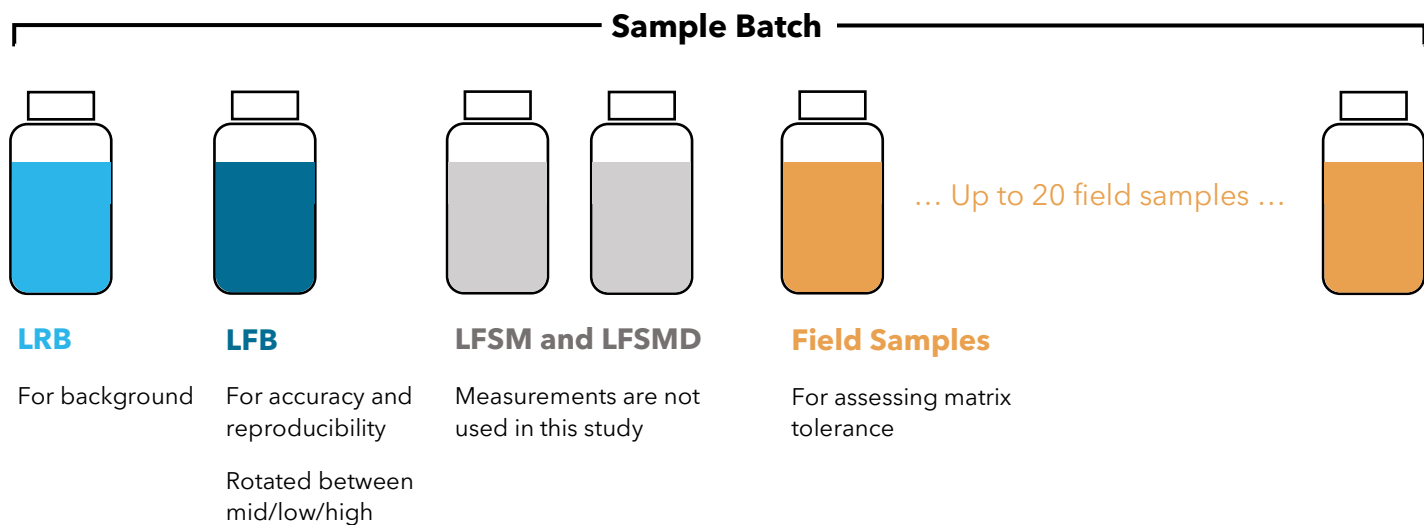 Sample Batch
… Up to 20 field samples …
LRB
For background
LFB
For accuracy and
reproducibility
Rotated between
mid/low/high
LFSM and LFSMD
Measurements are not
used in this study
Field Samples
For assessing matrix
tolerance